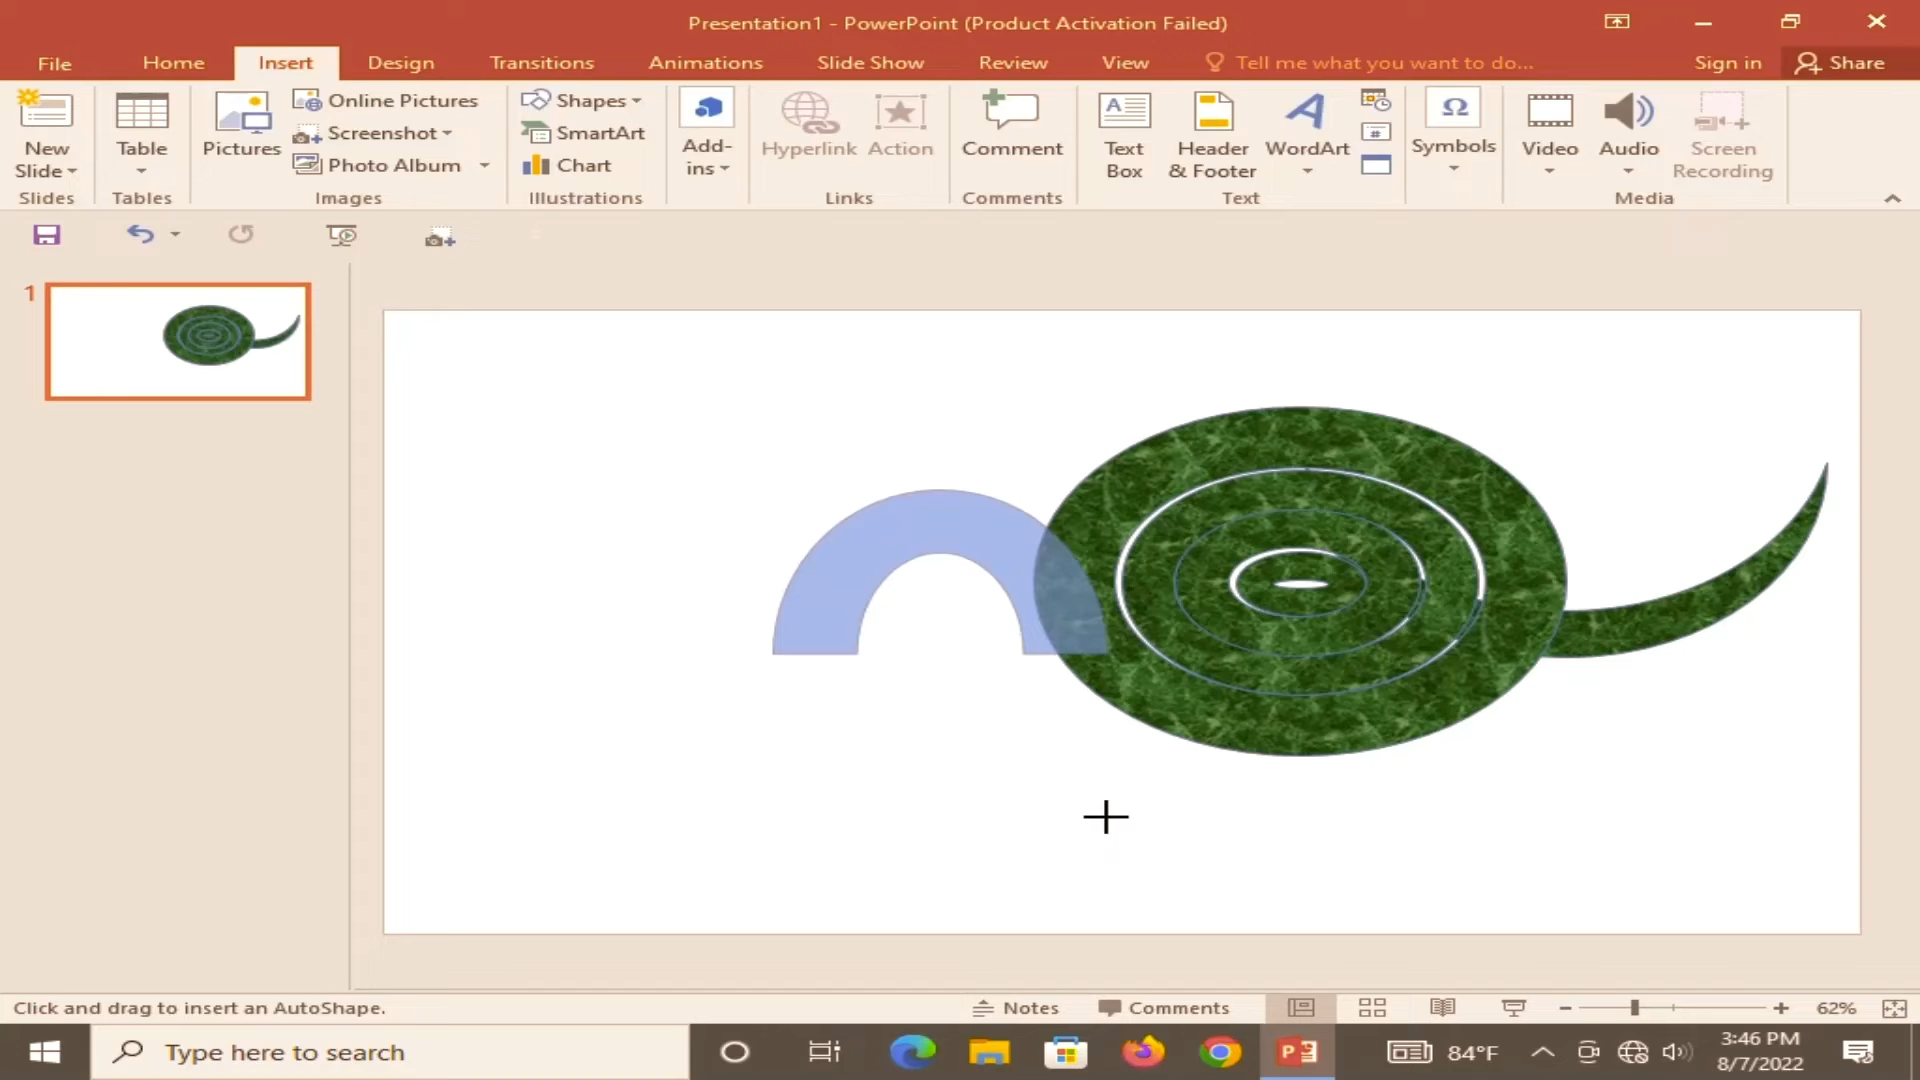 Presentation1 - PowerPoint (Product Activation Failed)
File Home Insert Design Transitions Animations Slide Show Review View Tell me what you want to do... Sign in Share
New Slide
Table
Pictures
Online Pictures
Screenshot
Photo Album
Shapes
SmartArt
Chart
Add-ins
Hyperlink
Action
Comment
A
Text Box
Header & Footer
A
WordArt
#
Ω
Symbols
Video
Audio
Screen Recording
Slides Tables Images Illustrations Links Comments Text Media
1
Click and drag to insert an AutoShape. Notes Comments 62%
Type here to search
P
84°F
3:46 PM
8/7/2022